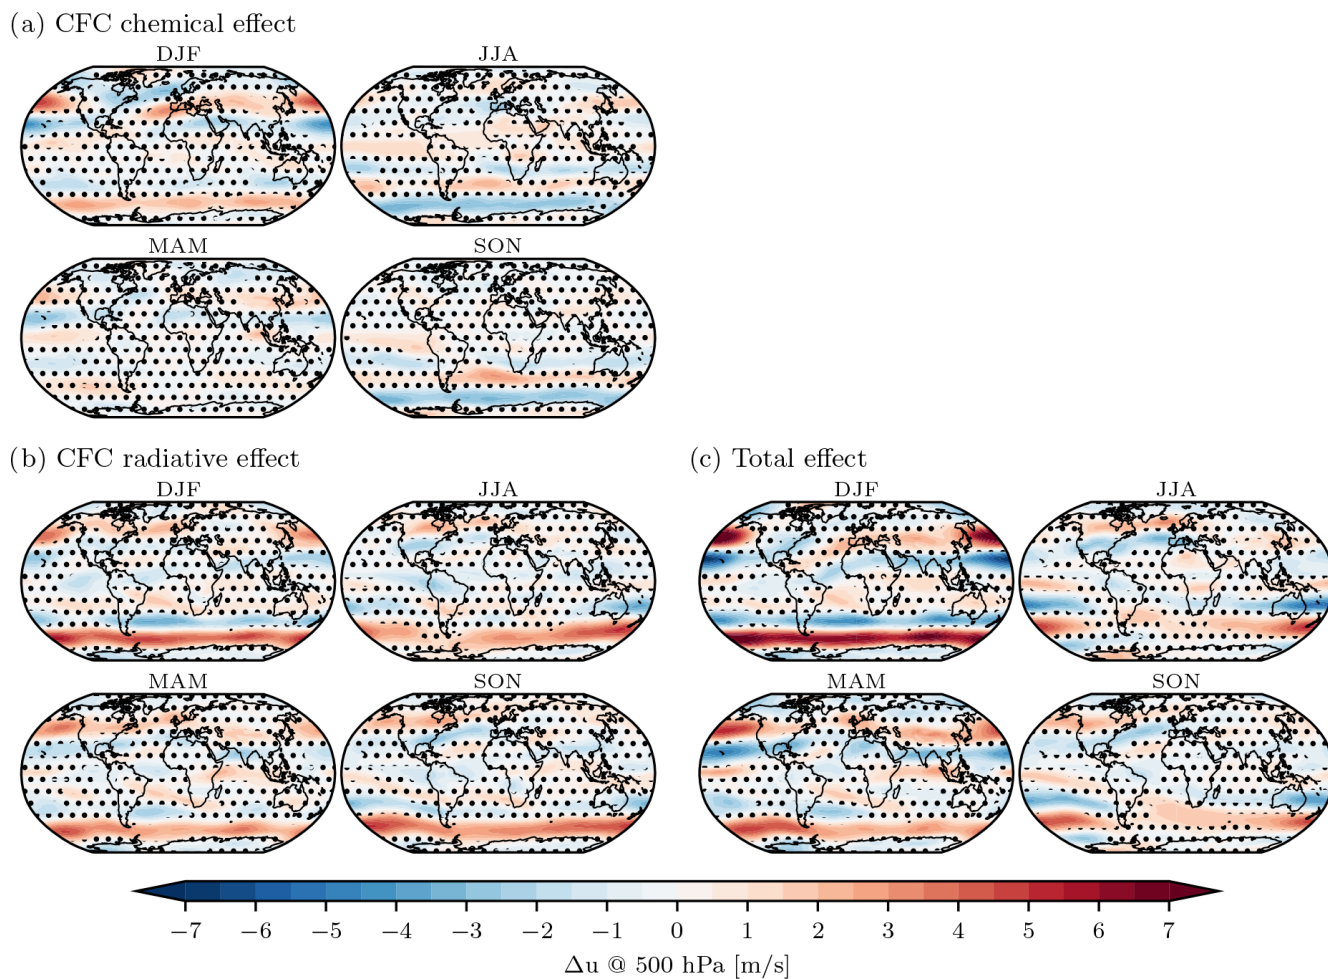 (a) CFC chemical effect
DJF
JJA
MAM
SON
(b) CFC radiative effect
DJF
JJA
MAM
SON
(c) Total effect
DJF
JJA
MAM
SON
−7 −6 −5 −4 −3 −2 −1 0 1 2 3 4 5 6 7
Δu @ 500 hPa [m/s]